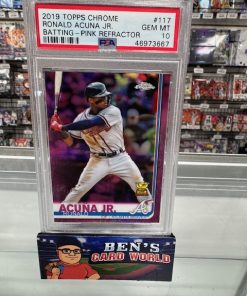 2019 TOPPS CHROME #117
RONALD ACUNA JR. GEM MT
BATTING - PINK REFRACTOR 10
PSA 46973667
ACUNA JR.
RONALD
BEN'S
CARD WORLD